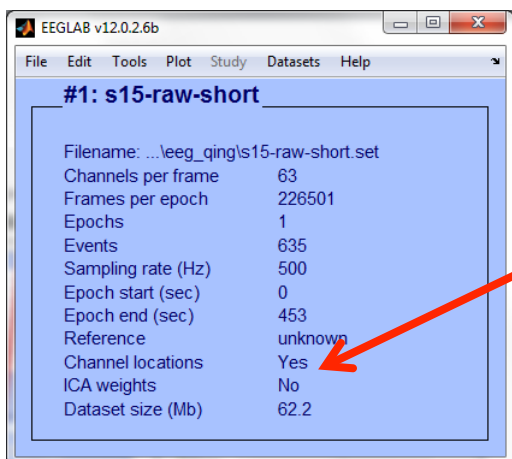 EEGLAB v12.0.2.6b
File Edit Tools Plot Study Datasets Help
#1: s15-raw-short
Filename: ...\eeg_qing\s15-raw-short.set
Channels per frame 63
Frames per epoch 226501
Epochs 1
Events 635
Sampling rate (Hz) 500
Epoch start (sec) 0
Epoch end (sec) 453
Reference unknown
Channel locations Yes
ICA weights No
Dataset size (Mb) 62.2